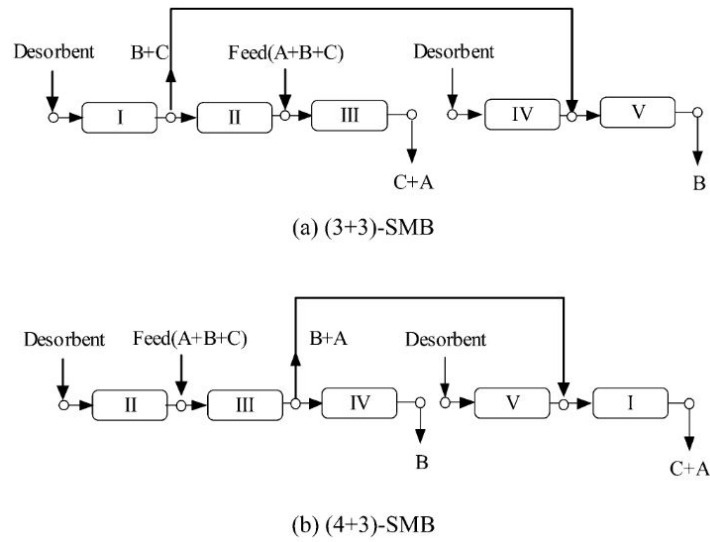 Desorbent B+C Feed(A+B+C) Desorbent
I II III IV V
C+A B
(a) (3+3)-SMB
Desorbent Feed(A+B+C) B+A Desorbent
II III IV V I
B C+A
(b) (4+3)-SMB